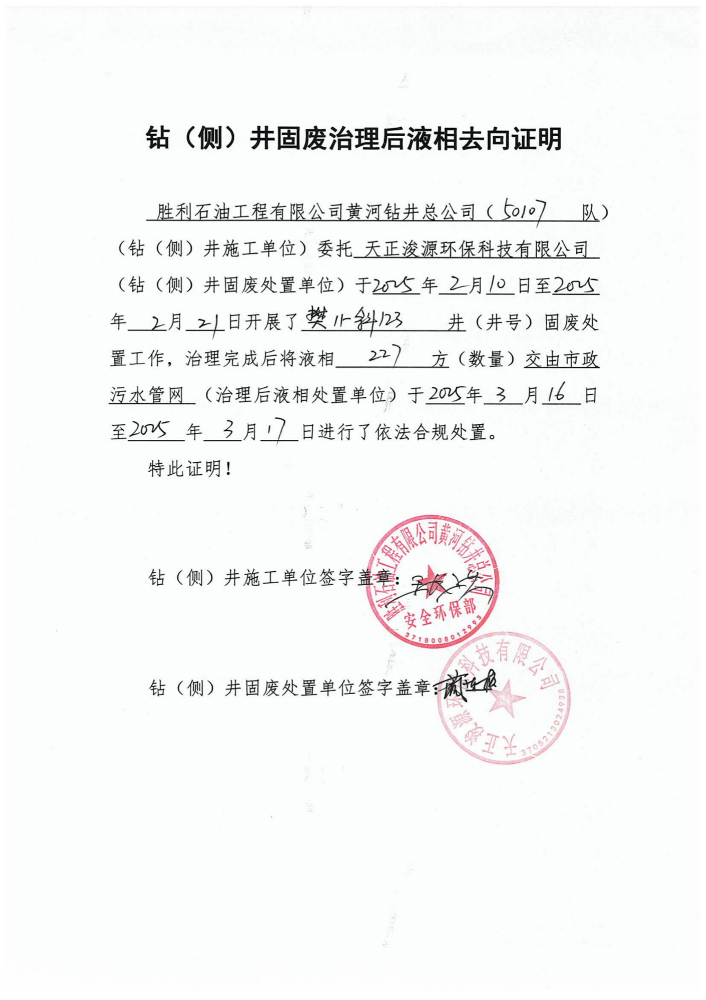 钻（侧）井固废治理后液相去向证明
胜利石油工程有限公司黄河钻井总公司（50107 队）
（钻（侧）井施工单位）委托 天正浚源环保科技有限公司
（钻（侧）井固废处置单位）于2025年 2月10 日至2025
年 2月 21日开展了樊11-斜123 井（井号）固废处
置工作，治理完成后将液相 227 方（数量）交由市政
污水管网 （治理后液相处置单位）于2025年 3 月16 日
至2025 年 3月17 日进行了依法合规处置。
特此证明！
胜利石油工程有限公司黄河钻井总公司
钻（侧）井施工单位签字盖章：
安全环保部
3718008012993
天正浚源环保科技有限公司
钻（侧）井固废处置单位签字盖章：
3705213024938